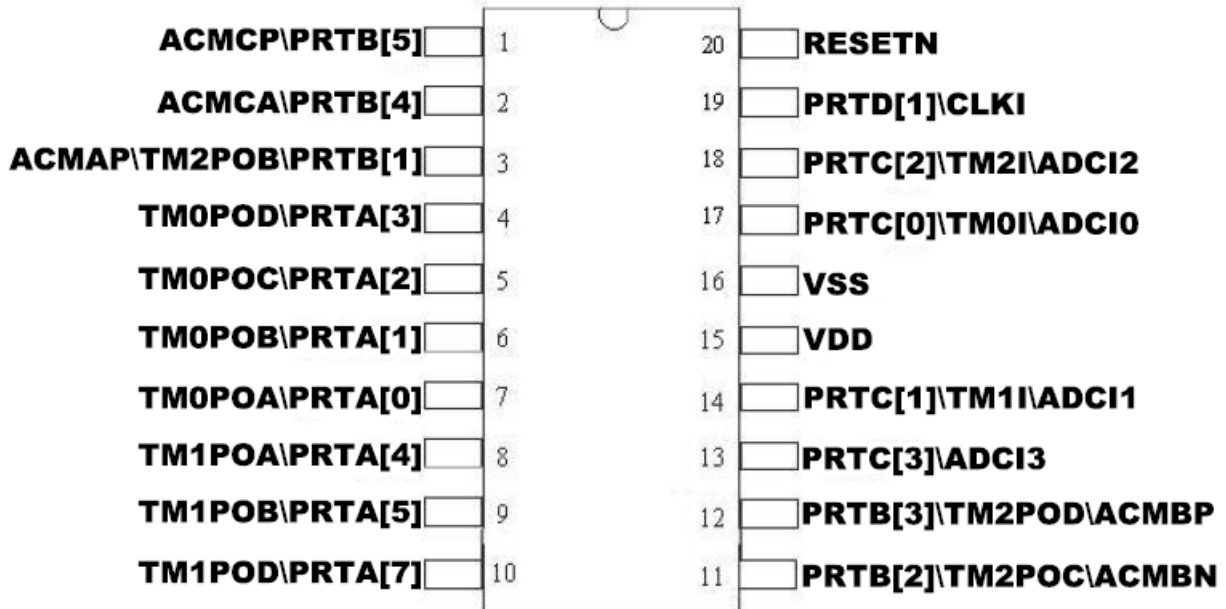 ACMCP\PRTB[5] 1 20 RESETN
ACMCA\PRTB[4] 2 19 PRTD[1]\CLKI
ACMAP\TM2POB\PRTB[1] 3 18 PRTC[2]\TM2I\ADCI2
TM0POD\PRTA[3] 4 17 PRTC[0]\TM0I\ADCI0
TM0POC\PRTA[2] 5 16 VSS
TM0POB\PRTA[1] 6 15 VDD
TM0POA\PRTA[0] 7 14 PRTC[1]\TM1I\ADCI1
TM1POA\PRTA[4] 8 13 PRTC[3]\ADCI3
TM1POB\PRTA[5] 9 12 PRTB[3]\TM2POD\ACMBP
TM1POD\PRTA[7] 10 11 PRTB[2]\TM2POC\ACMBN